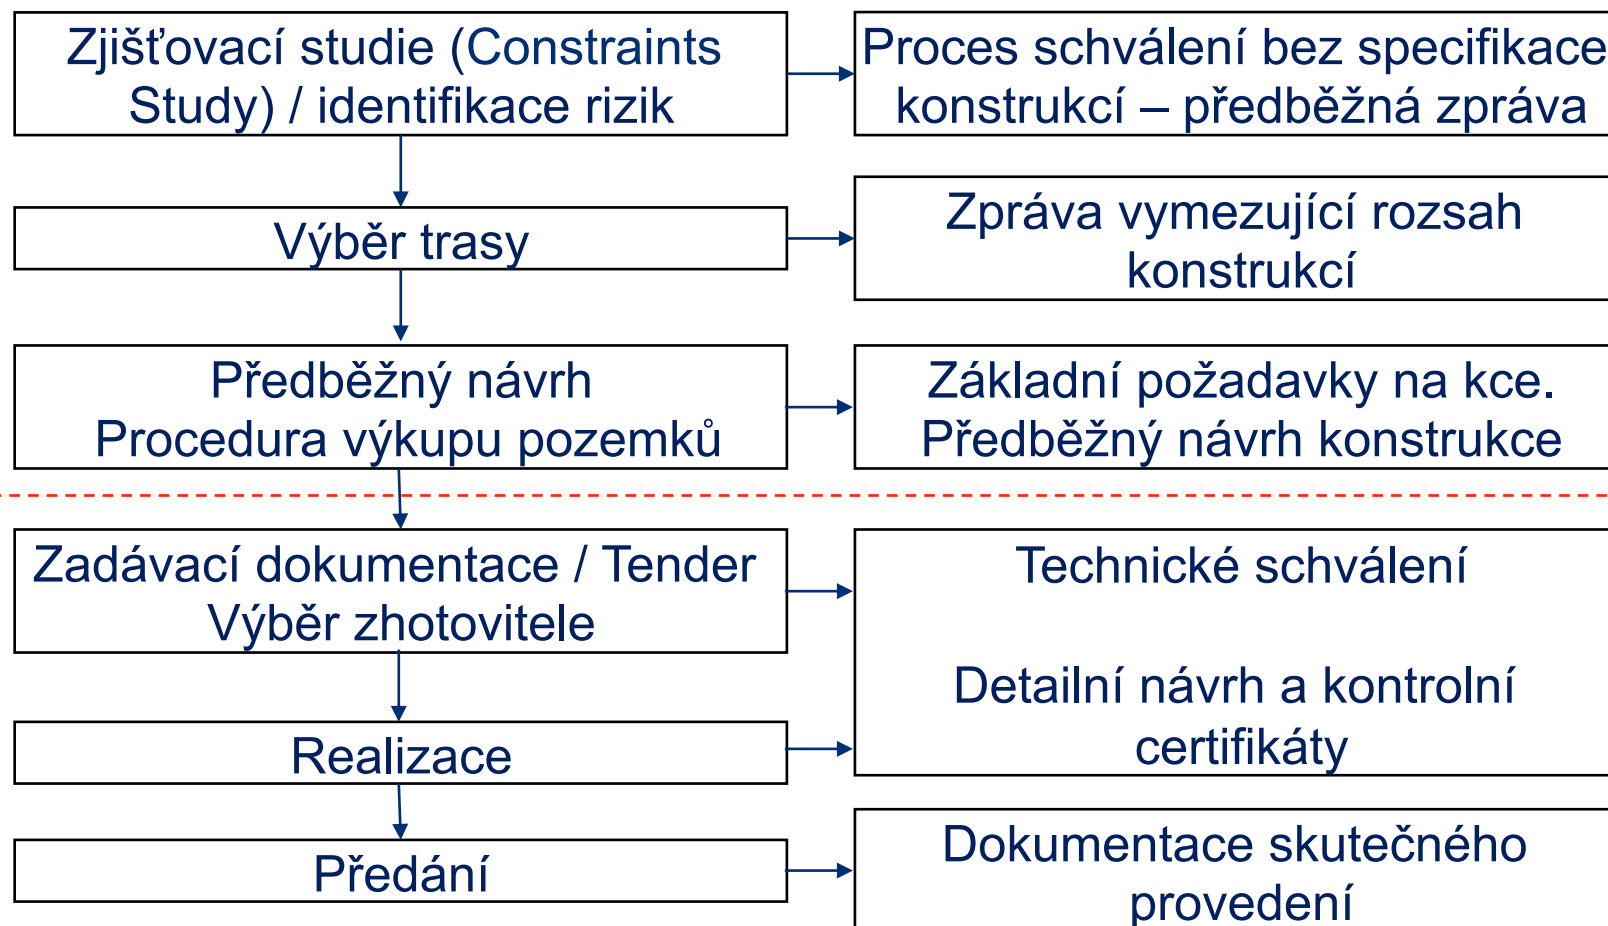 Zjišťovací studie (Constraints
Study) / identifikace rizik
Proces schválení bez specifikace
konstrukcí – předběžná zpráva
Výběr trasy
Zpráva vymezující rozsah
konstrukcí
Předběžný návrh
Procedura výkupu pozemků
Základní požadavky na kce.
Předběžný návrh konstrukce
Zadávací dokumentace / Tender
Výběr zhotovitele
Technické schválení
Detailní návrh a kontrolní
certifikáty
Realizace
Předání
Dokumentace skutečného
provedení